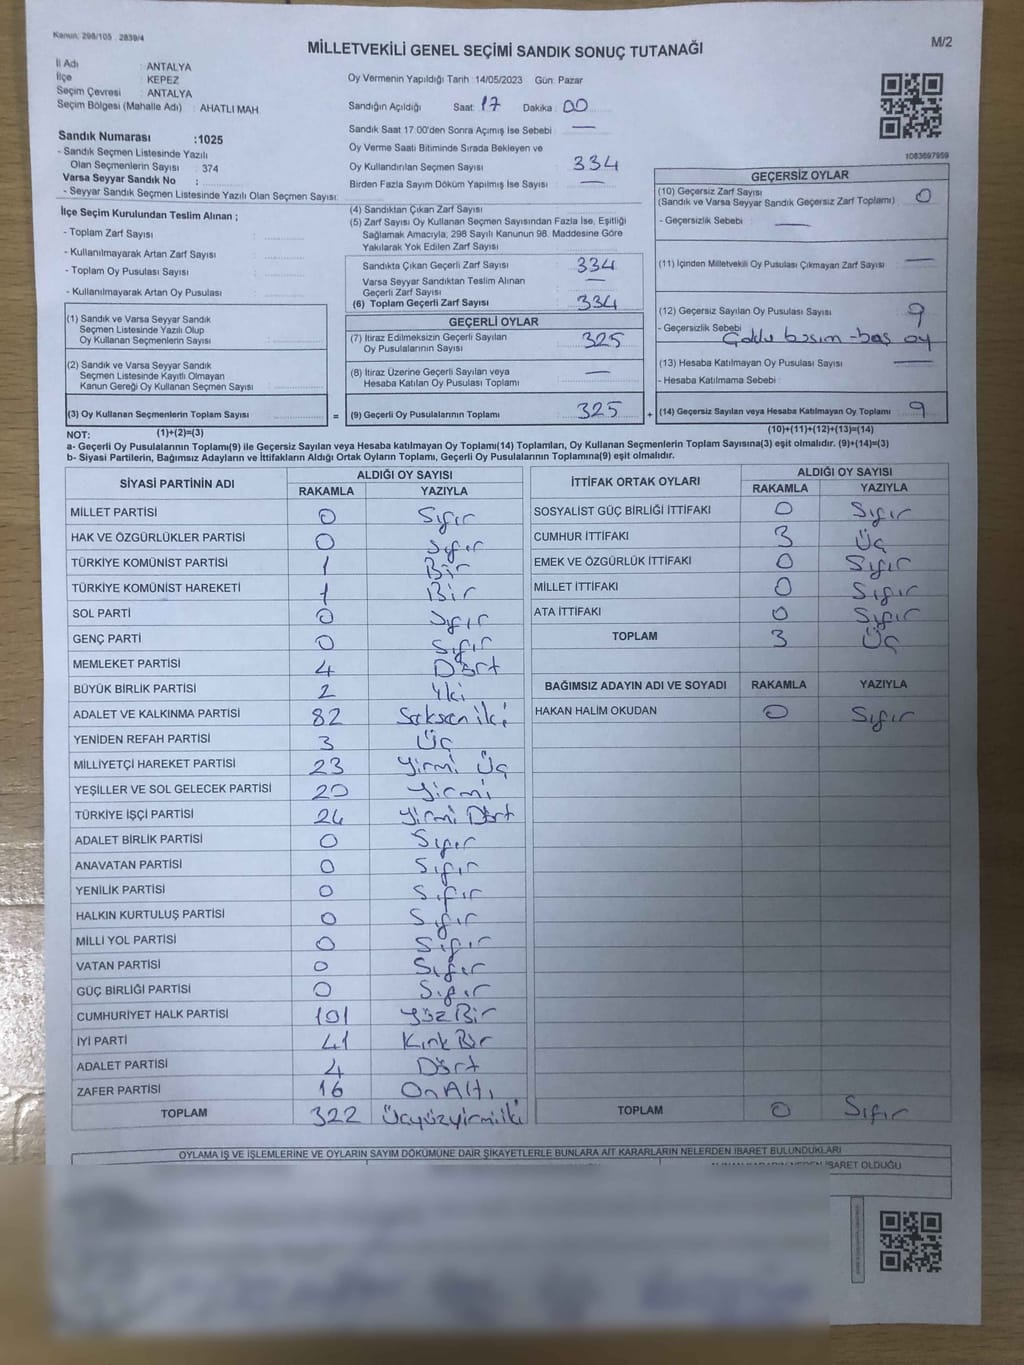 Kanun: 298/105 . 2839/4
MİLLETVEKİLİ GENEL SEÇİMİ SANDIK SONUÇ TUTANAĞI
M/2
İl Adı : ANTALYA
İlçe : KEPEZ
Seçim Çevresi : ANTALYA
Seçim Bölgesi (Mahalle Adı) : AHATLI MAH
Sandık Numarası :1025
- Sandık Seçmen Listesinde Yazılı
Olan Seçmenlerin Sayısı : 374
Varsa Seyyar Sandık No :
- Seyyar Sandık Seçmen Listesinde Yazılı Olan Seçmen Sayısı:
Oy Vermenin Yapıldığı Tarih :14/05/2023 Gün: Pazar
Sandığın Açıldığı Saat: 17 Dakika : 00
Sandık Saat 17.00'den Sonra Açımış İse Sebebi —
Oy Verme Saati Bitiminde Sırada Bekleyen ve
Oy Kullandırılan Seçmen Sayısı 334
Birden Fazla Sayım Döküm Yapılmış İse Sayısı —
1083697959
İlçe Seçim Kurulundan Teslim Alınan ;
- Toplam Zarf Sayısı :
- Kullanılmayarak Artan Zarf Sayısı :
- Toplam Oy Pusulası Sayısı :
- Kullanılmayarak Artan Oy Pusulası :
(4) Sandıktan Çıkan Zarf Sayısı
(5) Zarf Sayısı Oy Kullanan Seçmen Sayısından Fazla İse, Eşitliği
Sağlamak Amacıyla, 298 Sayılı Kanunun 98. Maddesine Göre
Yakılarak Yok Edilen Zarf Sayısı
Sandıkta Çıkan Geçerli Zarf Sayısı 334
Varsa Seyyar Sandıktan Teslim Alınan
Geçerli Zarf Sayısı —
(6) Toplam Geçerli Zarf Sayısı 334
GEÇERSİZ OYLAR
(10) Geçersiz Zarf Sayısı
(Sandık ve Varsa Seyyar Sandık Geçersiz Zarf Toplamı) : 0
- Geçersizlik Sebebi : —
(11) İçinden Milletvekili Oy Pusulası Çıkmayan Zarf Sayısı : —
(12) Geçersiz Sayılan Oy Pusulası Sayısı : 9
- Geçersizlik Sebebi basım - boş oy
(13) Hesaba Katılmayan Oy Pusulası Sayısı : —
- Hesaba Katılmama Sebebi :
(14) Geçersiz Sayılan veya Hesaba Katılmayan Oy Toplamı : 9
(1) Sandık ve Varsa Seyyar Sandık
Seçmen Listesinde Yazılı Olup
Oy Kullanan Seçmenlerin Sayısı :
(2) Sandık ve Varsa Seyyar Sandık
Seçmen Listesinde Kayıtlı Olmayan
Kanun Gereği Oy Kullanan Seçmen Sayısı :
(3) Oy Kullanan Seçmenlerin Toplam Sayısı : =
GEÇERLİ OYLAR
(7) İtiraz Edilmeksizin Geçerli Sayılan
Oy Pusulalarının Sayısı 325
(8) İtiraz Üzerine Geçerli Sayılan veya
Hesaba Katılan Oy Pusulası Toplamı —
(9) Geçerli Oy Pusulalarının Toplamı 325 +
NOT: (1)+(2)=(3) (10)+(11)+(12)+(13)=(14)
a- Geçerli Oy Pusulalarının Toplamı(9) ile Geçersiz Sayılan veya Hesaba katılmayan Oy Toplamı(14) Toplamları, Oy Kullanan Seçmenlerin Toplam Sayısına(3) eşit olmalıdır. (9)+(14)=(3)
b- Siyasi Partilerin, Bağımsız Adayların ve İttifakların Aldığı Ortak Oyların Toplamı, Geçerli Oy Pusulalarının Toplamına(9) eşit olmalıdır.
SİYASİ PARTİNİN ADI ALDIĞI OY SAYISI
RAKAMLA YAZIYLA
MİLLET PARTİSİ 0 Sıfır
HAK VE ÖZGÜRLÜKLER PARTİSİ 0 Sıfır
TÜRKİYE KOMÜNİST PARTİSİ 1 Bir
TÜRKİYE KOMÜNİST HAREKETİ 1 Bir
SOL PARTİ 0 Sıfır
GENÇ PARTİ 0 Sıfır
MEMLEKET PARTİSİ 4 Dört
BÜYÜK BİRLİK PARTİSİ 2 İki
ADALET VE KALKINMA PARTİSİ 82 Seksen iki
YENİDEN REFAH PARTİSİ 3 Üç
MİLLİYETÇİ HAREKET PARTİSİ 23 Yirmi Üç
YEŞİLLER VE SOL GELECEK PARTİSİ 20 Yirmi
TÜRKİYE İŞÇİ PARTİSİ 24 Yirmi Dört
ADALET BİRLİK PARTİSİ 0 Sıfır
ANAVATAN PARTİSİ 0 Sıfır
YENİLİK PARTİSİ 0 Sıfır
HALKIN KURTULUŞ PARTİSİ 0 Sıfır
MİLLİ YOL PARTİSİ 0 Sıfır
VATAN PARTİSİ 0 Sıfır
GÜÇ BİRLİĞİ PARTİSİ 0 Sıfır
CUMHURİYET HALK PARTİSİ 101 Yüz Bir
İYİ PARTİ 41 Kırk Bir
ADALET PARTİSİ 4 Dört
ZAFER PARTİSİ 16 On Altı
TOPLAM 322 Üçyüzyirmiiki
İTTİFAK ORTAK OYLARI ALDIĞI OY SAYISI
RAKAMLA YAZIYLA
SOSYALİST GÜÇ BİRLİĞİ İTTİFAKI 0 Sıfır
CUMHUR İTTİFAKI 3 Üç
EMEK VE ÖZGÜRLÜK İTTİFAKI 0 Sıfır
MİLLET İTTİFAKI 0 Sıfır
ATA İTTİFAKI 0 Sıfır
TOPLAM 3 Üç
BAĞIMSIZ ADAYIN ADI VE SOYADI RAKAMLA YAZIYLA
HAKAN HALİM OKUDAN 0 Sıfır
TOPLAM 0 Sıfır
OYLAMA İŞ VE İŞLEMLERİNE VE OYLARIN SAYIM DÖKÜMÜNE DAİR ŞİKAYETLERLE BUNLARA AİT KARARLARIN NELERDEN İBARET BULUNDUKLARI
İBARET OLDUĞU